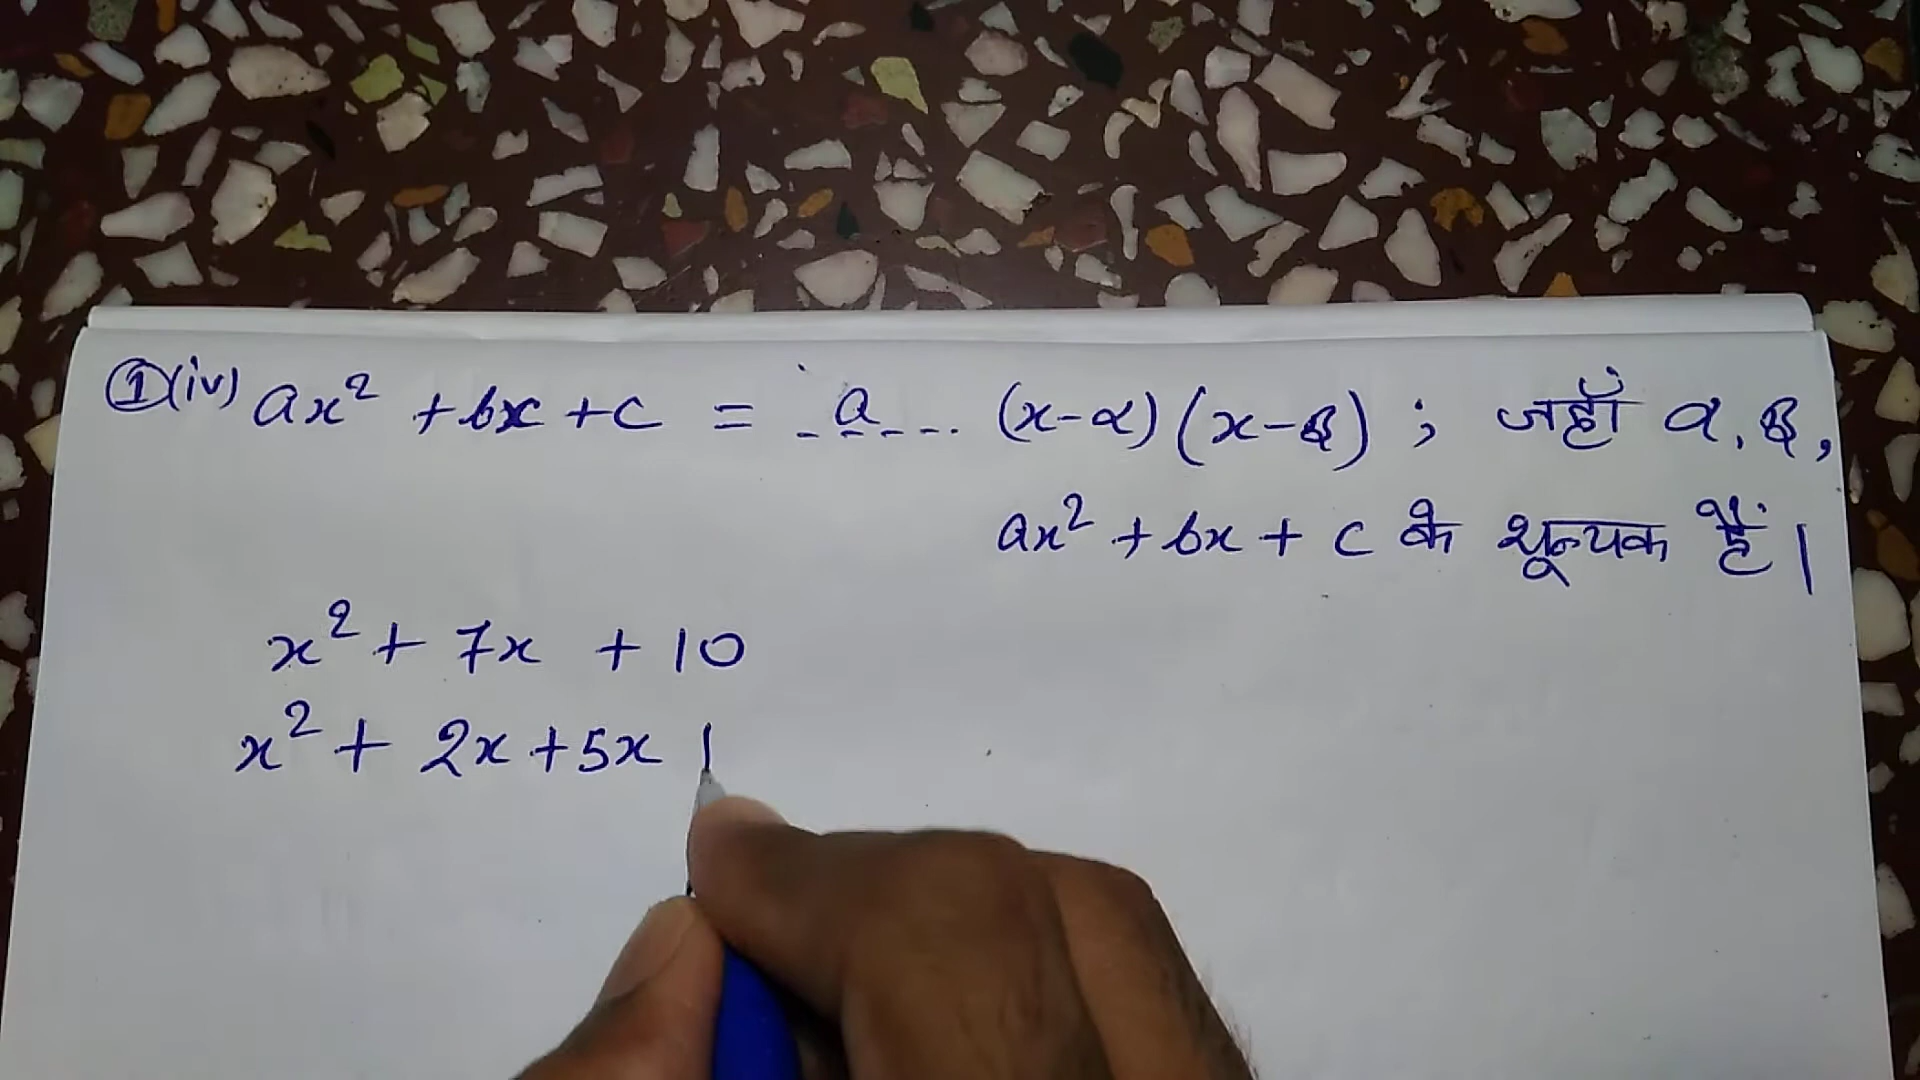 ①(iv) ax² + bx + c = - a - - - . (x-α) (x-β) ; जहाँ α, β,
ax² + bx + c के शून्यक हैं।
x² + 7x + 10
x² + 2x + 5x